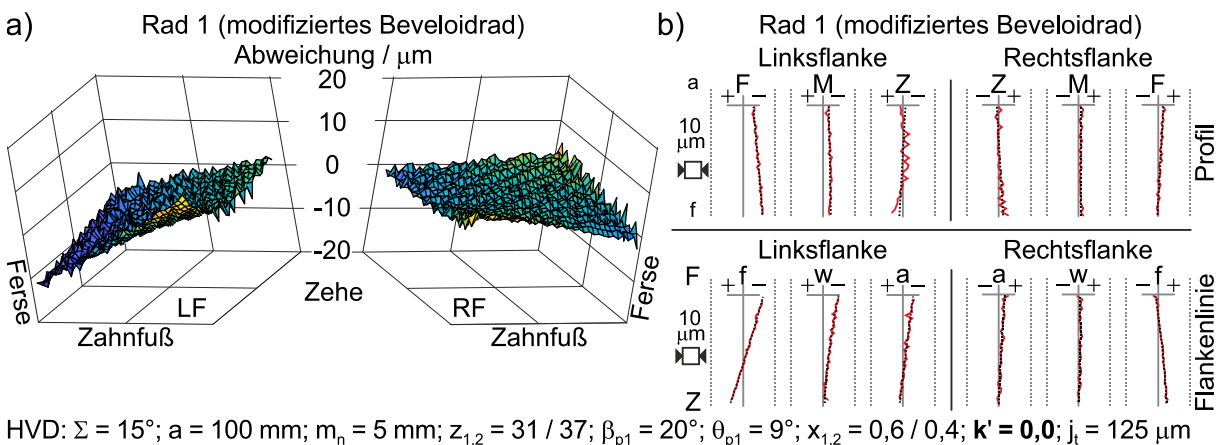 a)
Rad 1 (modifiziertes Beveloidrad)
Abweichung / μm
20
10
0
-10
-20
Ferse
LF
Zahnfuß
Zehe
RF
Zahnfuß
Ferse
b)
Rad 1 (modifiziertes Beveloidrad)
Linksflanke Rechtsflanke
a +F− +M− +Z− −Z+ −M+ −F+
10
μm
f
Profil
Linksflanke Rechtsflanke
F +f− +w− +a− −a+ −w+ −f+
10
μm
Z
Flankenlinie
HVD: Σ = 15°; a = 100 mm; mn = 5 mm; z1,2 = 31 / 37; βp1 = 20°; θp1 = 9°; x1,2 = 0,6 / 0,4; k' = 0,0; jt = 125 μm